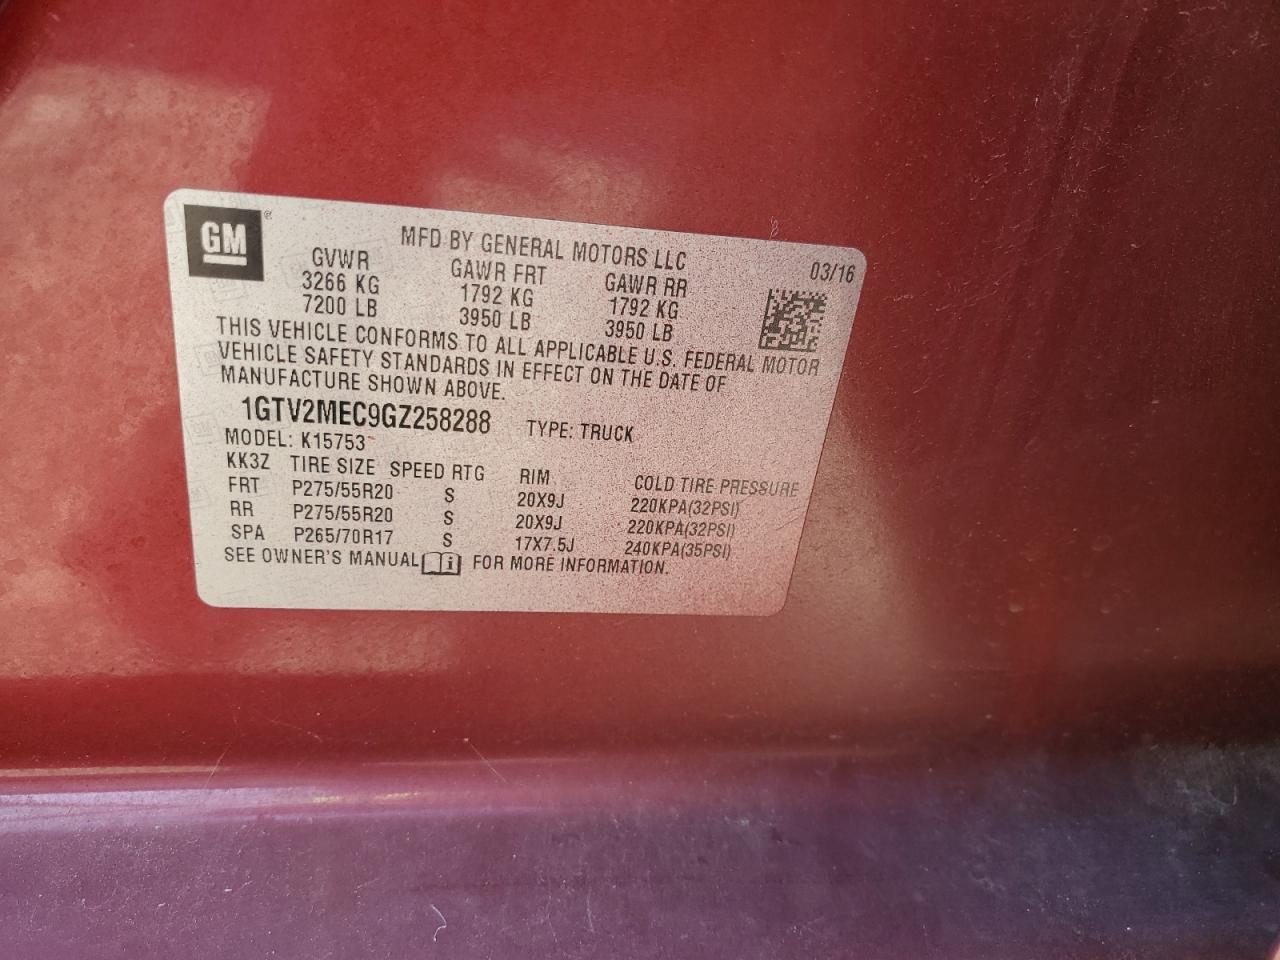 GM ®
MFD BY GENERAL MOTORS LLC 03/16
GVWR GAWR FRT GAWR RR
3266 KG 1792 KG 1792 KG
7200 LB 3950 LB 3950 LB
THIS VEHICLE CONFORMS TO ALL APPLICABLE U.S. FEDERAL MOTOR
VEHICLE SAFETY STANDARDS IN EFFECT ON THE DATE OF
MANUFACTURE SHOWN ABOVE.
1GTV2MEC9GZ258288 TYPE: TRUCK
MODEL: K15753
KK3Z TIRE SIZE SPEED RTG RIM COLD TIRE PRESSURE
FRT P275/55R20 S 20X9J 220KPA(32PSI)
RR P275/55R20 S 20X9J 220KPA(32PSI)
SPA P265/70R17 S 17X7.5J 240KPA(35PSI)
SEE OWNER'S MANUAL i FOR MORE INFORMATION.